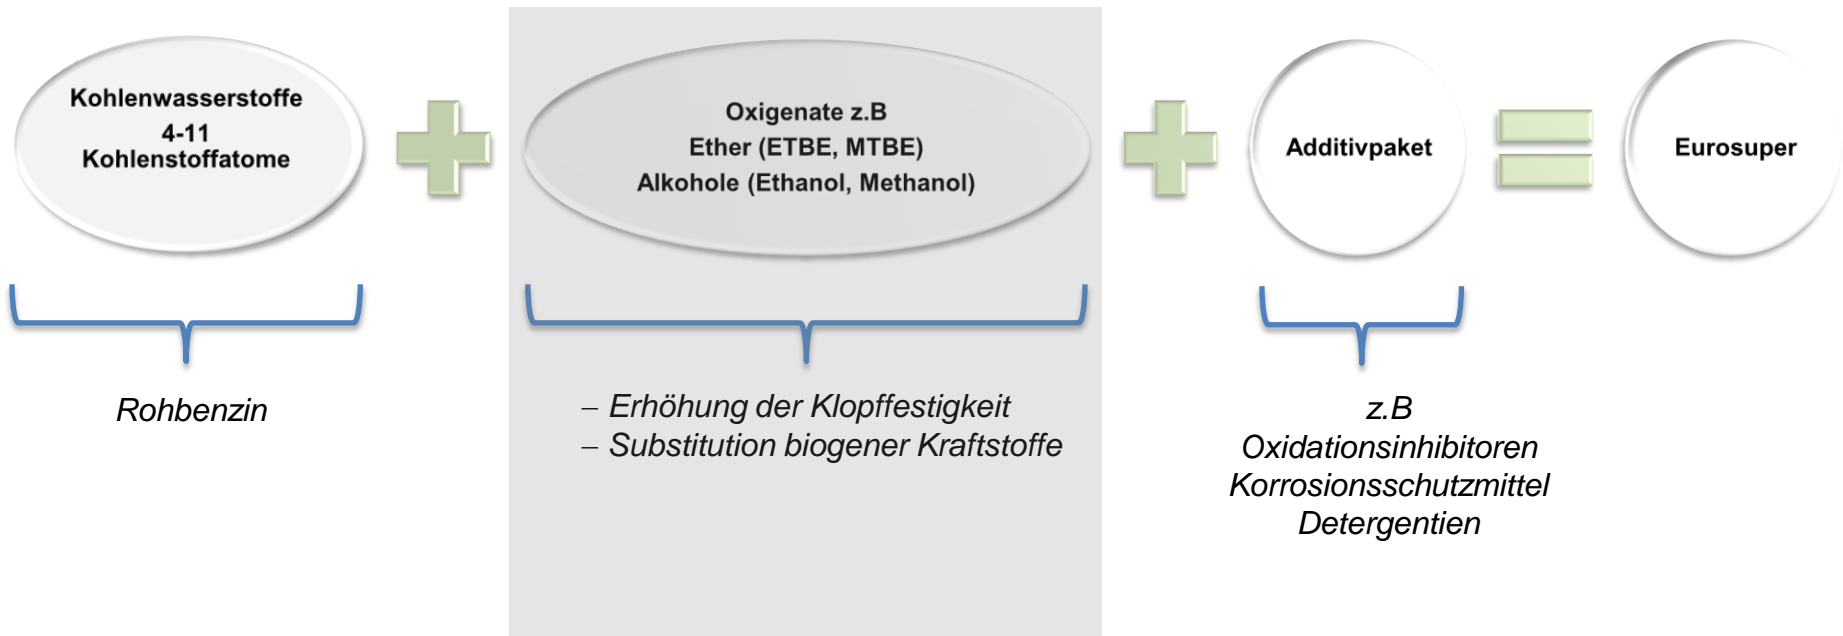 Kohlenwasserstoffe
4-11
Kohlenstoffatome
Oxigenate z.B
Ether (ETBE, MTBE)
Alkohole (Ethanol, Methanol)
Additivpaket
Eurosuper
Rohbenzin
– Erhöhung der Klopffestigkeit
– Substitution biogener Kraftstoffe
z.B
Oxidationsinhibitoren
Korrosionsschutzmittel
Detergentien